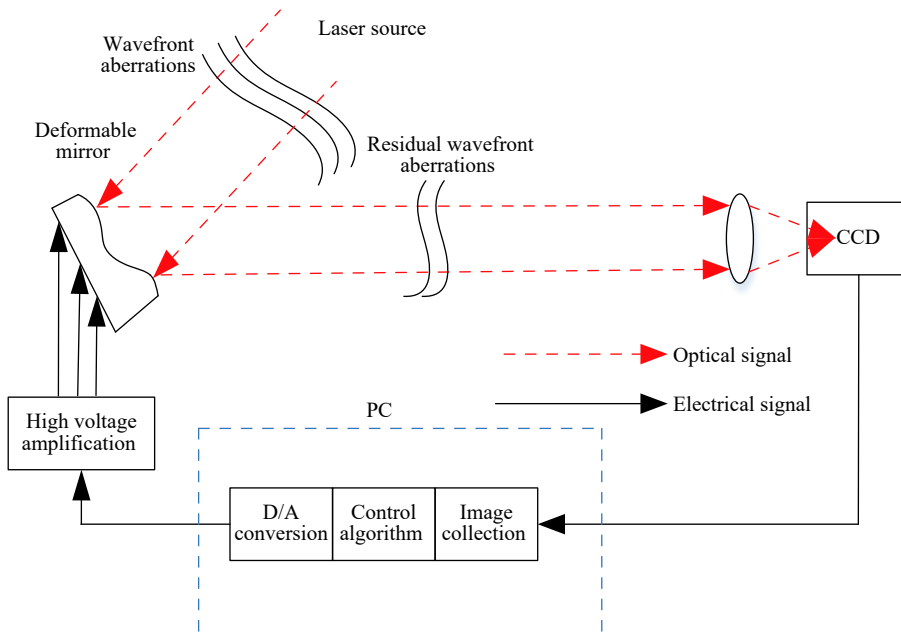 Laser source
Wavefront
aberrations
Deformable
mirror
Residual wavefront
aberrations
CCD
Optical signal
Electrical signal
PC
High voltage
amplification
D/A
conversion
Control
algorithm
Image
collection